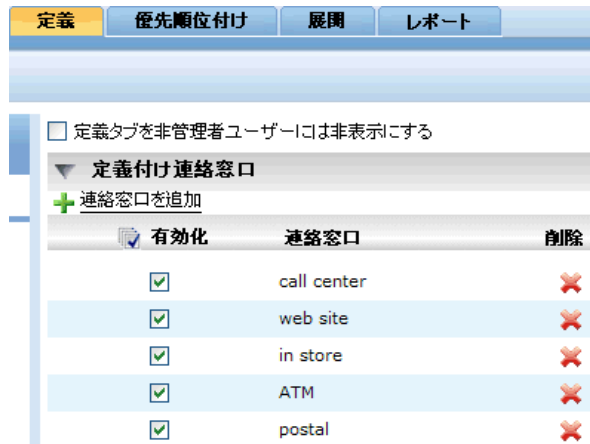 定義 優先順位付け 展開 レポート
定義タブを非管理者ユーザーには非表示にする
定義付け連絡窓口
連絡窓口を追加
有効化 連絡窓口 削除
call center
web site
in store
ATM
postal